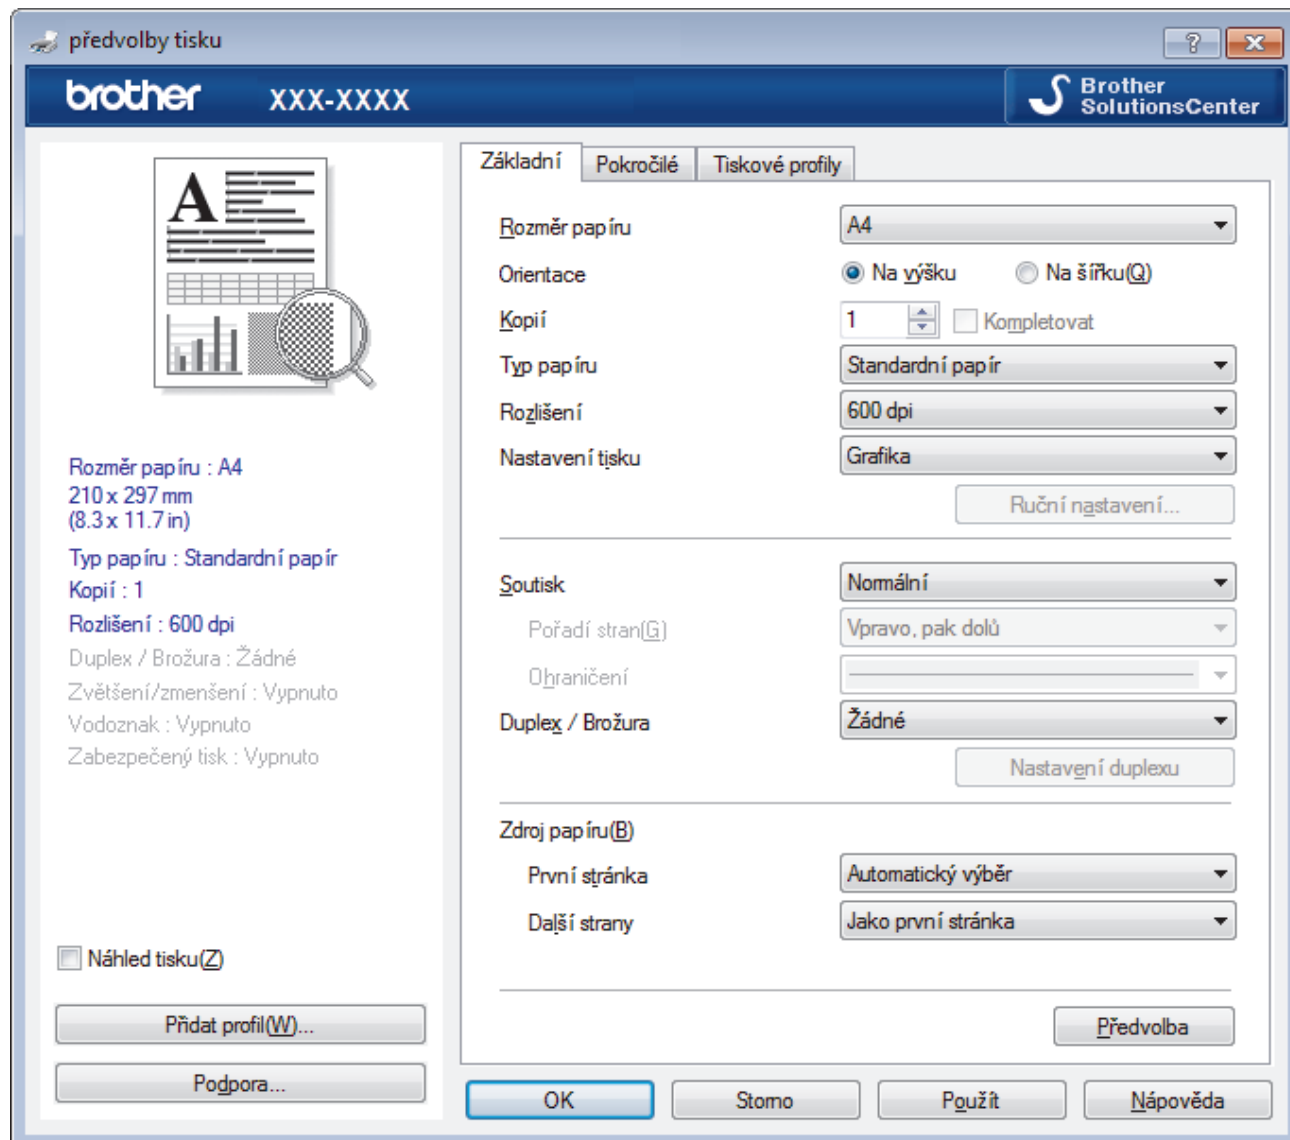 předvolby tisku
?
brother XXX-XXXX
Brother
SolutionsCenter
A
Rozměr papíru : A4
210 x 297 mm
(8.3 x 11.7 in)
Typ papíru : Standardní papír
Kopií : 1
Rozlišení : 600 dpi
Duplex / Brožura : Žádné
Zvětšení/zmenšení : Vypnuto
Vodoznak : Vypnuto
Zabezpečený tisk : Vypnuto
Náhled tisku(Z)
Přidat profil(W)...
Podpora...
Základní Pokročilé Tiskové profily
Rozměr papíru A4
Orientace Na výšku Na šířku(Q)
Kopií 1 Kompletovat
Typ papíru Standardní papír
Rozlišení 600 dpi
Nastavení tisku Grafika
Ruční nastavení...
Soutisk Normální
Pořadí stran(G) Vpravo, pak dolů
Ohraničení
Duplex / Brožura Žádné
Nastavení duplexu
Zdroj papíru(B)
První stránka Automatický výběr
Další strany Jako první stránka
Předvolba
OK Storno Použít Nápověda